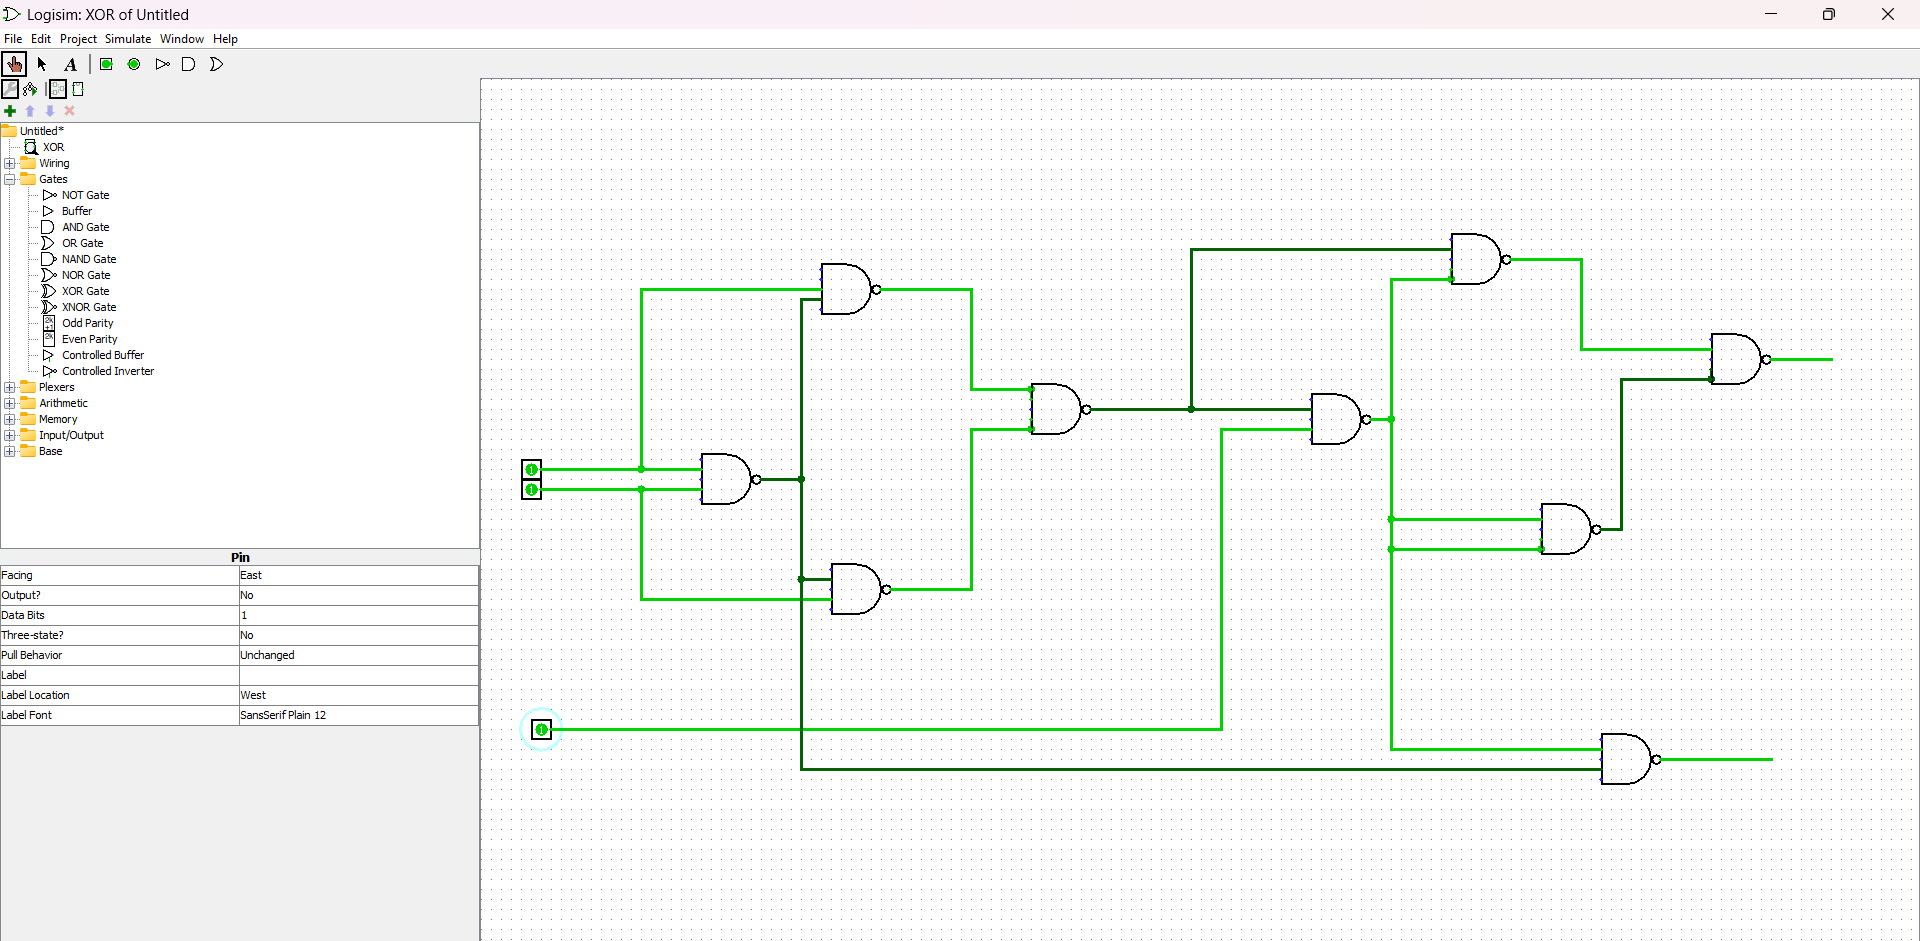 Logisim: XOR of Untitled
File Edit Project Simulate Window Help
A
Untitled*
XOR
Wiring
Gates
NOT Gate
Buffer
AND Gate
OR Gate
NAND Gate
NOR Gate
XOR Gate
XNOR Gate
Odd Parity
Even Parity
Controlled Buffer
Controlled Inverter
Plexers
Arithmetic
Memory
Input/Output
Base
Pin
Facing East
Output? No
Data Bits 1
Three-state? No
Pull Behavior Unchanged
Label
Label Location West
Label Font SansSerif Plain 12
1
1
1